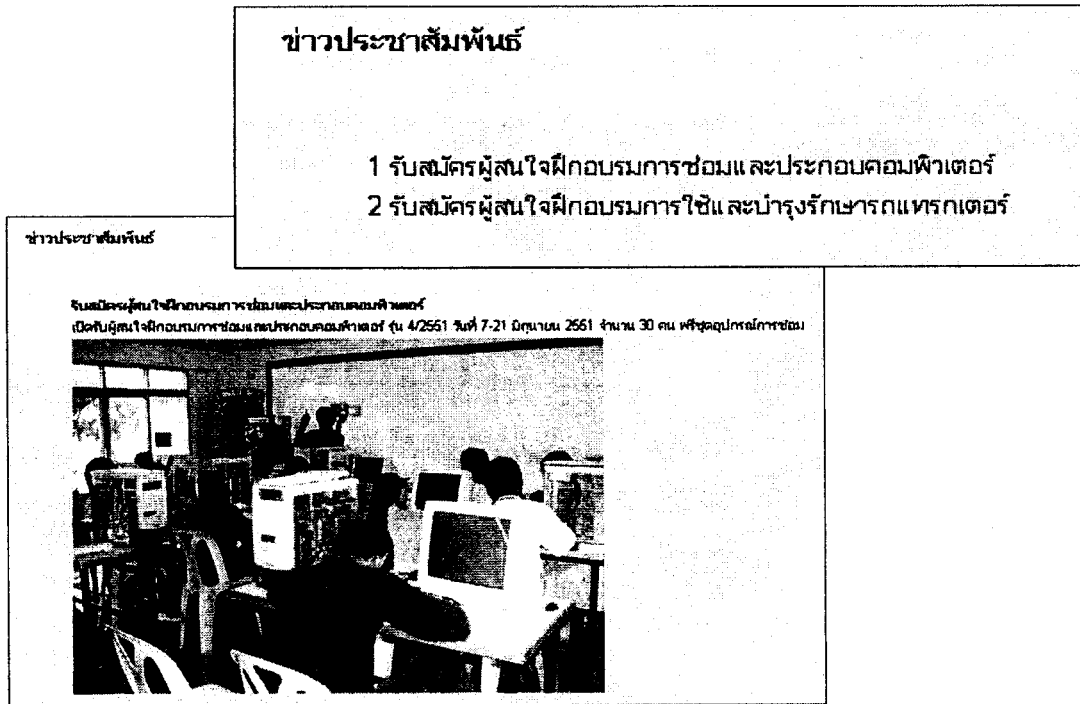 ข่าวประชาสัมพันธ์
1 รับสมัครผู้สนใจฝึกอบรมการซ่อมและประกอบคอมพิวเตอร์
2 รับสมัครผู้สนใจฝึกอบรมการใช้และบำรุงรักษารถแทรกเตอร์
ข่าวประชาสัมพันธ์
รับสมัครผู้สนใจฝึกอบรมการซ่อมและประกอบคอมพิวเตอร์
เปิดรับผู้สนใจฝึกอบรมการซ่อมและประกอบคอมพิวเตอร์ รุ่น 4/2551 วันที่ 7-21 มิถุนายน 2551 จำนวน 30 คน ฟรีชุดอุปกรณ์การซ่อม